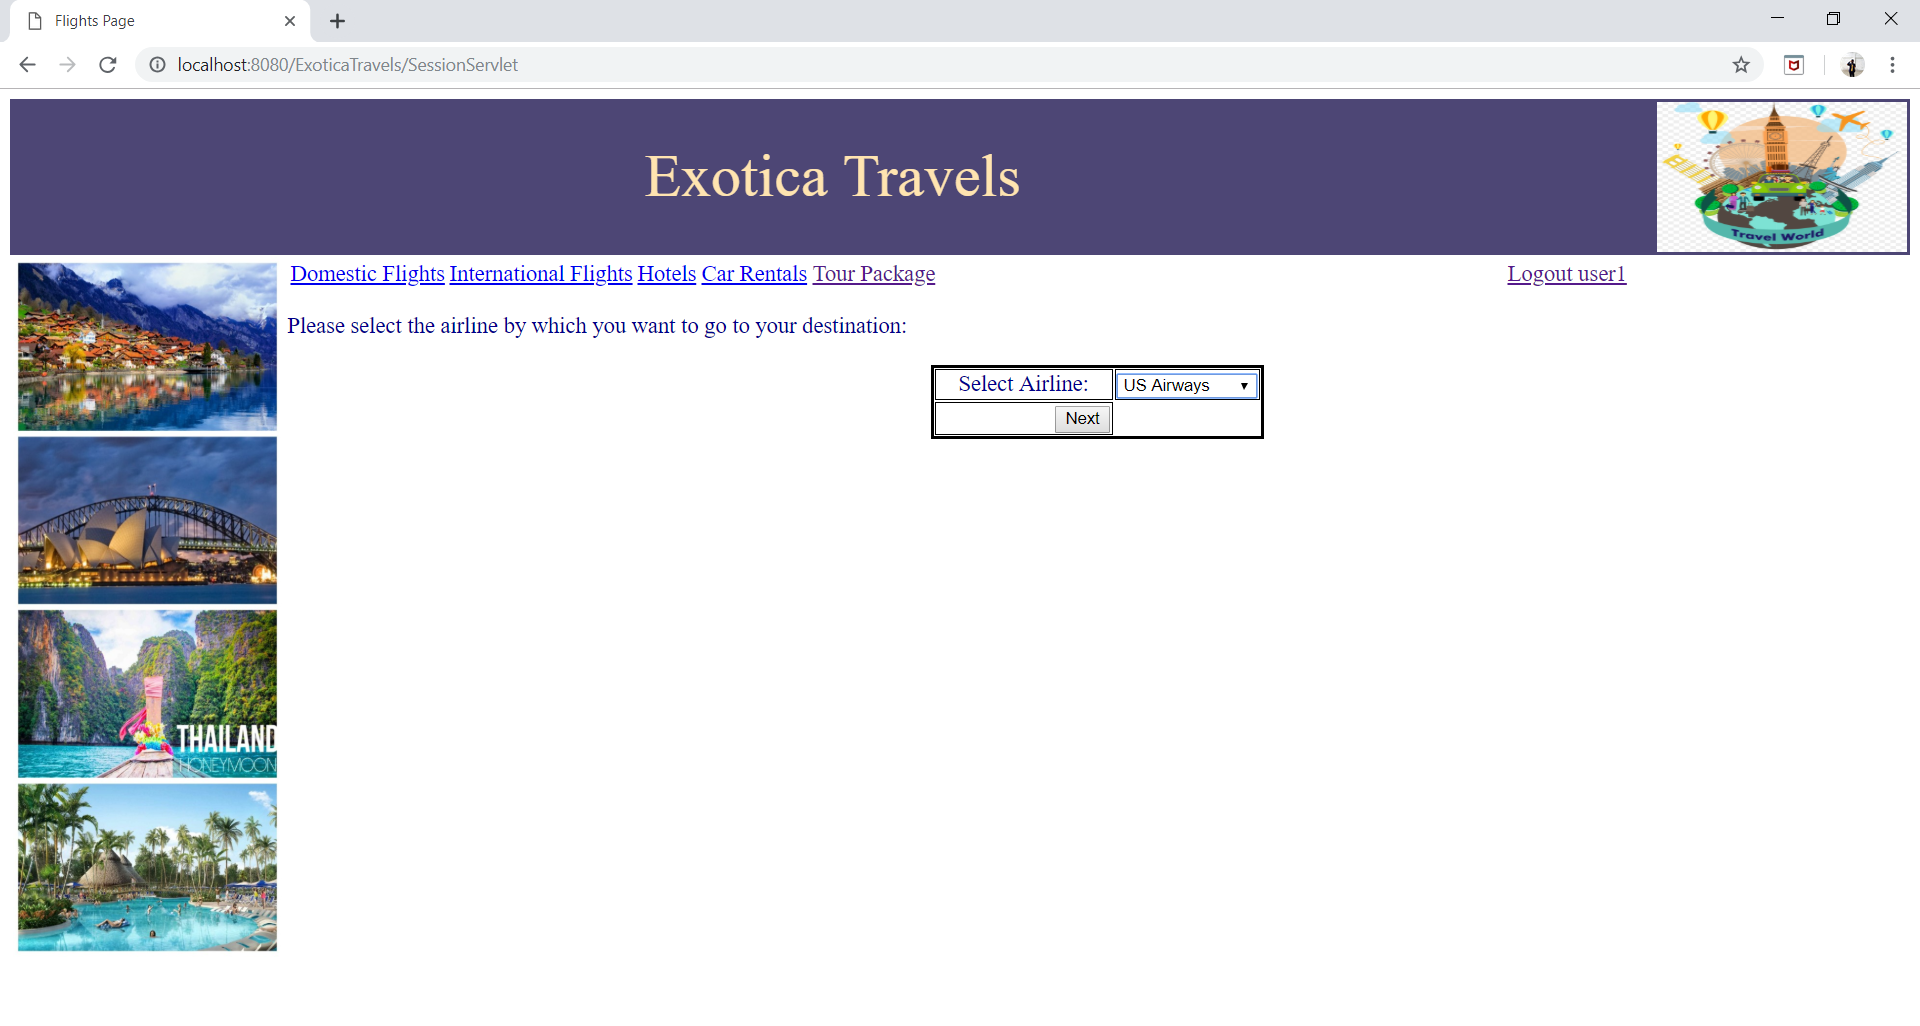 Flights Page
localhost:8080/ExoticaTravels/SessionServlet
Exotica Travels
Travel World
Domestic Flights International Flights Hotels Car Rentals Tour Package Logout user1
Please select the airline by which you want to go to your destination:
Select Airline: US Airways
Next
THAILAND
HONEYMOON